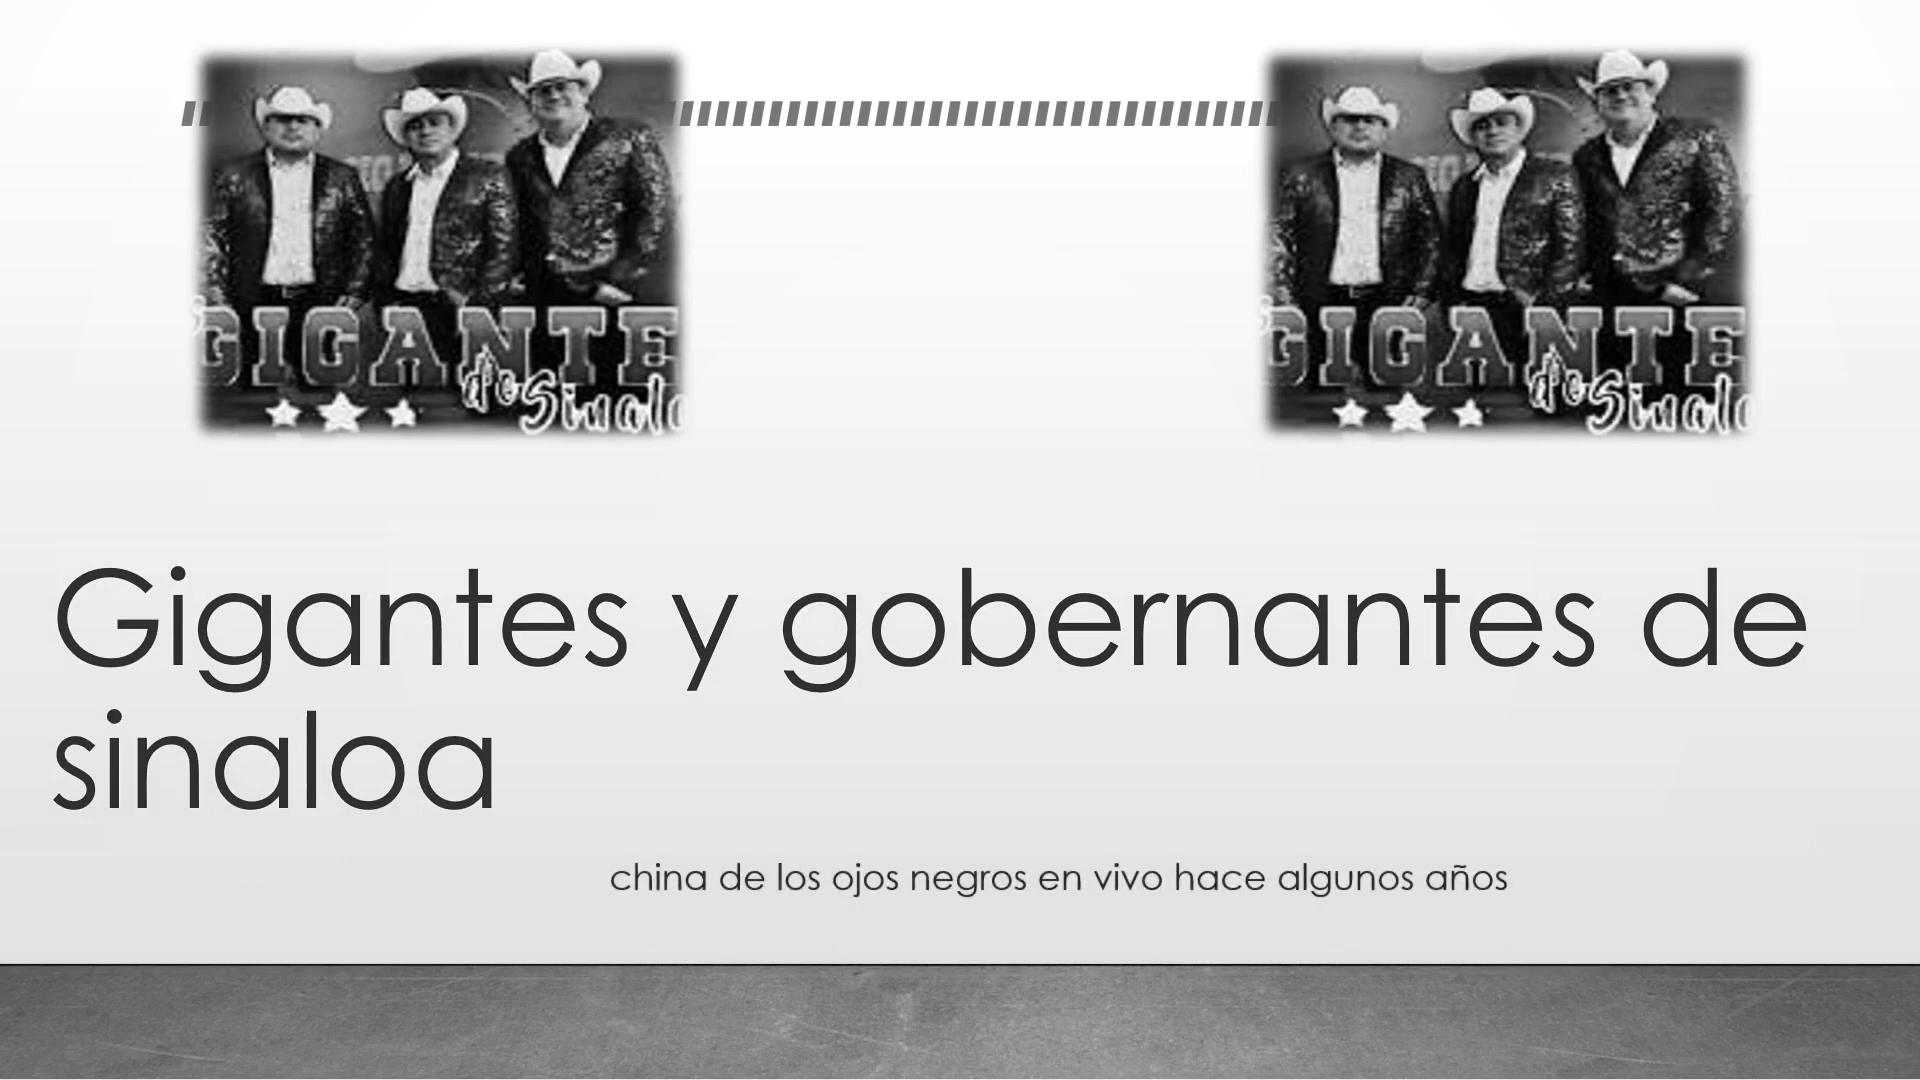 GIGANTE
de Sinalo
GIGANTE
de Sinalo
Gigantes y gobernantes de
sinaloa
china de los ojos negros en vivo hace algunos años